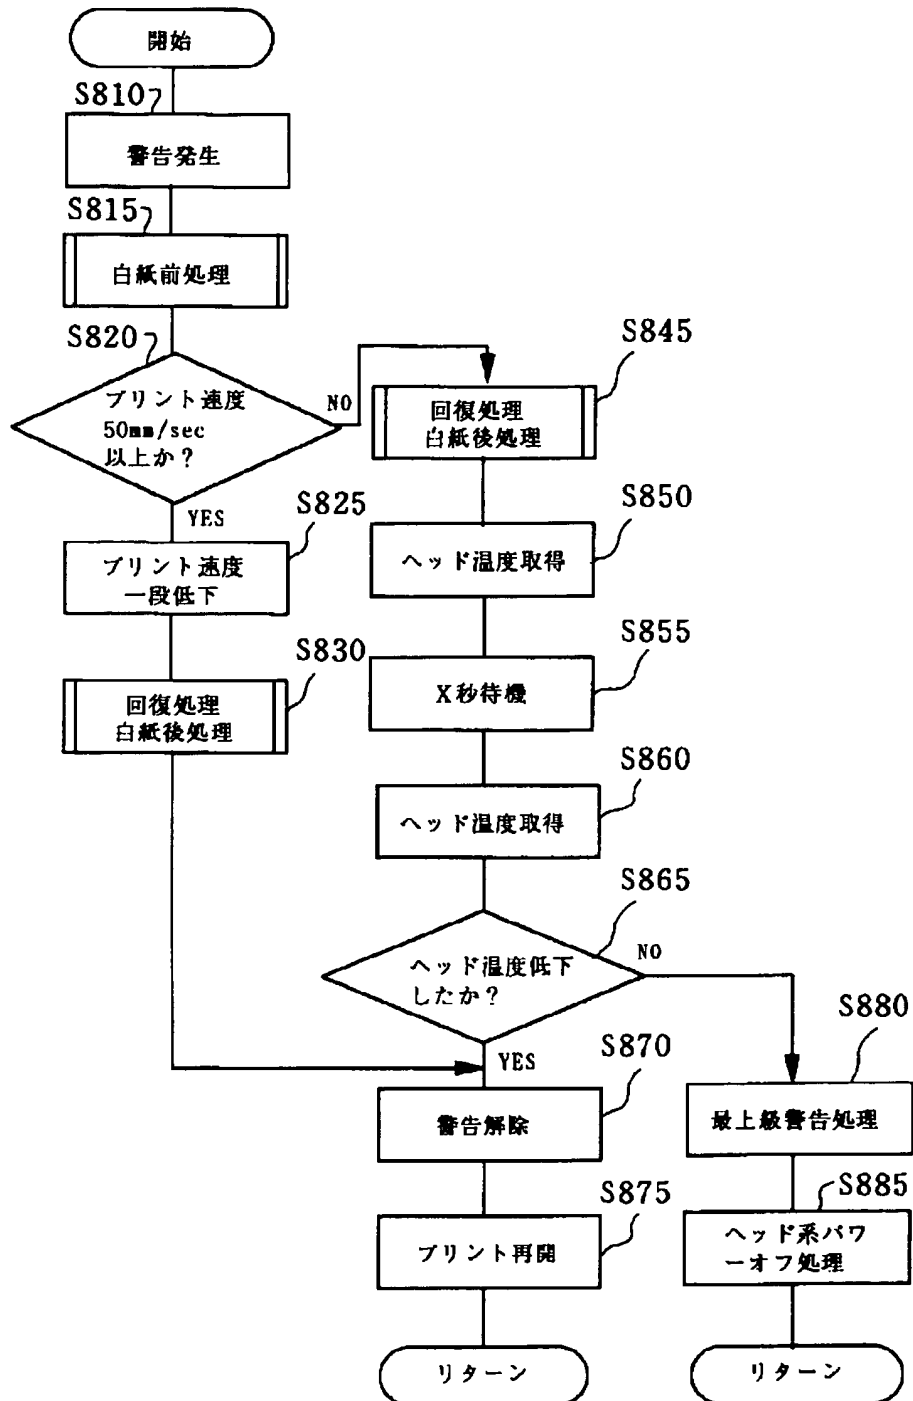 開始
S810
警告発生
S815
白紙前処理
S820
プリント速度
50mm/sec
以上か？
NO
YES
S825
プリント速度
一段低下
S830
回復処理
白紙後処理
S845
回復処理
白紙後処理
S850
ヘッド温度取得
S855
X秒待機
S860
ヘッド温度取得
S865
ヘッド温度低下
したか？
NO
YES
S870
警告解除
S875
プリント再開
リターン
S880
最上級警告処理
S885
ヘッド系パワ
ーオフ処理
リターン